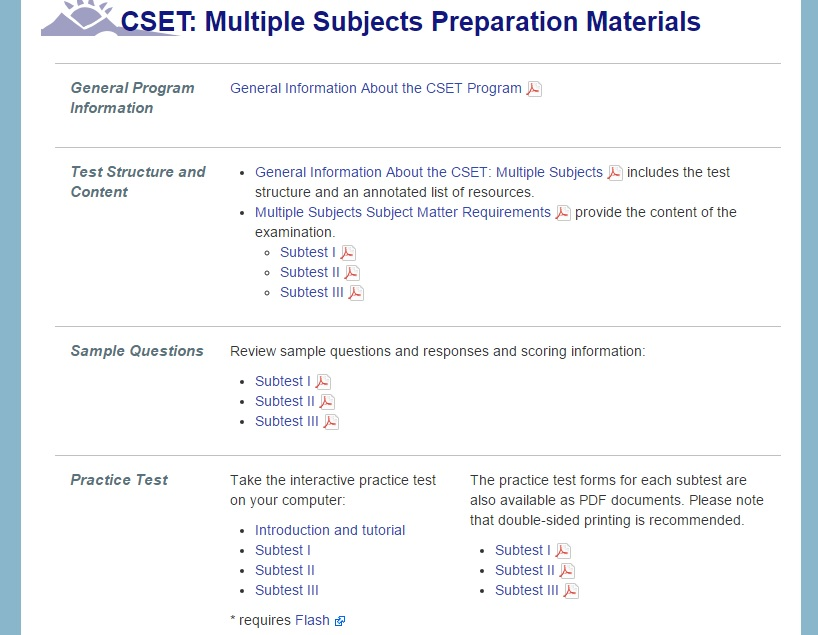 CSET: Multiple Subjects Preparation Materials
General Program
Information
General Information About the CSET Program
Test Structure and
Content
General Information About the CSET: Multiple Subjects includes the test
structure and an annotated list of resources.
Multiple Subjects Subject Matter Requirements provide the content of the
examination.
Subtest I
Subtest II
Subtest III
Sample Questions
Review sample questions and responses and scoring information:
Subtest I
Subtest II
Subtest III
Practice Test
Take the interactive practice test
on your computer:
Introduction and tutorial
Subtest I
Subtest II
Subtest III
* requires Flash
The practice test forms for each subtest are
also available as PDF documents. Please note
that double-sided printing is recommended.
Subtest I
Subtest II
Subtest III